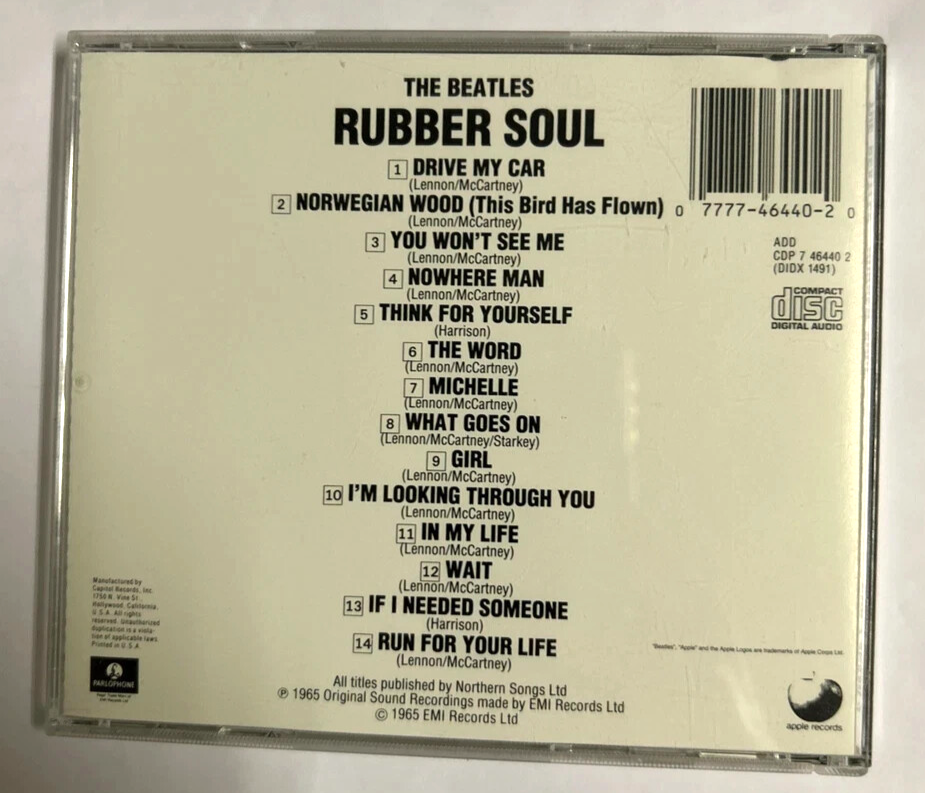 THE BEATLES
RUBBER SOUL
1 DRIVE MY CAR
(Lennon/McCartney)
2 NORWEGIAN WOOD (This Bird Has Flown)
(Lennon/McCartney)
3 YOU WON'T SEE ME
(Lennon/McCartney)
4 NOWHERE MAN
(Lennon/McCartney)
5 THINK FOR YOURSELF
(Harrison)
6 THE WORD
(Lennon/McCartney)
7 MICHELLE
(Lennon/McCartney)
8 WHAT GOES ON
(Lennon/McCartney/Starkey)
9 GIRL
(Lennon/McCartney)
10 I'M LOOKING THROUGH YOU
(Lennon/McCartney)
11 IN MY LIFE
(Lennon/McCartney)
12 WAIT
(Lennon/McCartney)
13 IF I NEEDED SOMEONE
(Harrison)
14 RUN FOR YOUR LIFE
(Lennon/McCartney)
All titles published by Northern Songs Ltd
℗ 1965 Original Sound Recordings made by EMI Records Ltd
© 1965 EMI Records Ltd
0 7777-46440-2 0
ADD
CDP 7 46440 2
(DIDX 1491)
COMPACT
disc
DIGITAL AUDIO
Manufactured by
Capitol Records, Inc.
1750 N. Vine St.
Hollywood, California,
U.S.A. All rights
reserved. Unauthorized
duplication is a viola-
tion of applicable laws.
Printed in U.S.A.
PARLOPHONE
"Beatles", "Apple" and the Apple Logos are trademarks of Apple Corps Ltd.
apple records